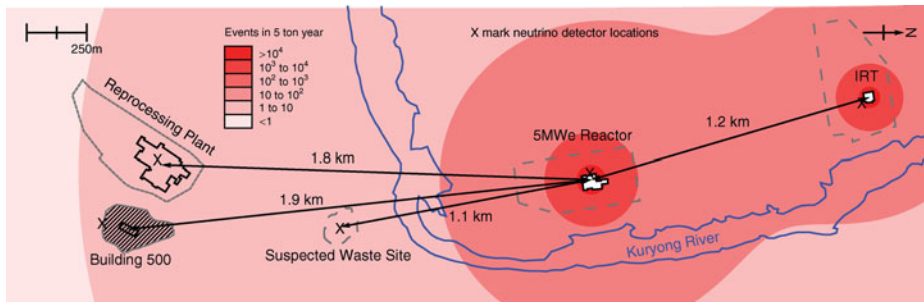 Events in 5 ton year
X mark neutrino detector locations
N
250m
>10⁴
10³ to 10⁴
10² to 10³
10 to 10²
1 to 10
<1
IRT
X
Reprocessing Plant
5MWe Reactor
1.2 km
X
X
1.8 km
1.9 km
1.1 km
X
X
Building 500
Suspected Waste Site
Kuryong River